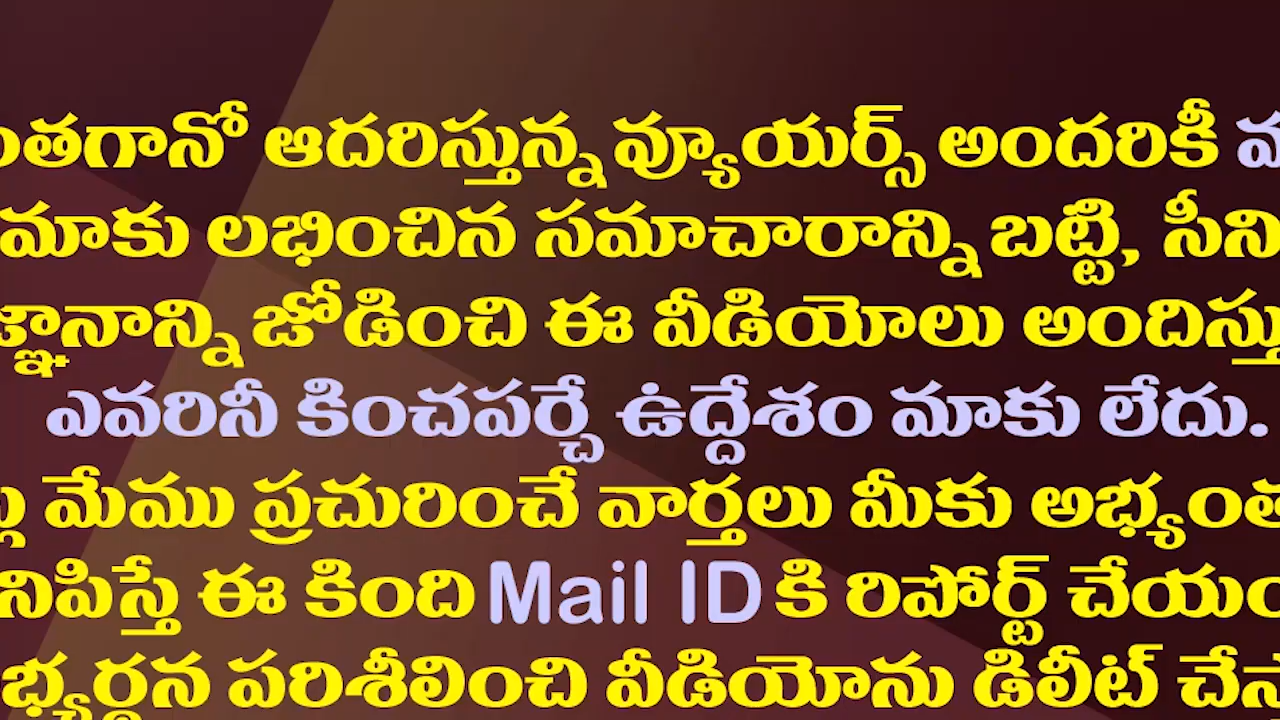 ఆదరిస్తున్న వ్యూయర్స్ అందరికీ
మాకు లభించిన సమాచారాన్ని బట్టి,
జోడించి ఈ వీడియోలు
ఎవరినీ కించపర్చే ఉద్దేశం మాకు లేదు.
మేము ప్రచురించే వార్తలు మీకు
ఈ కింది Mail ID కి రిపోర్ట్
పరిశీలించి వీడియోను డిలీట్